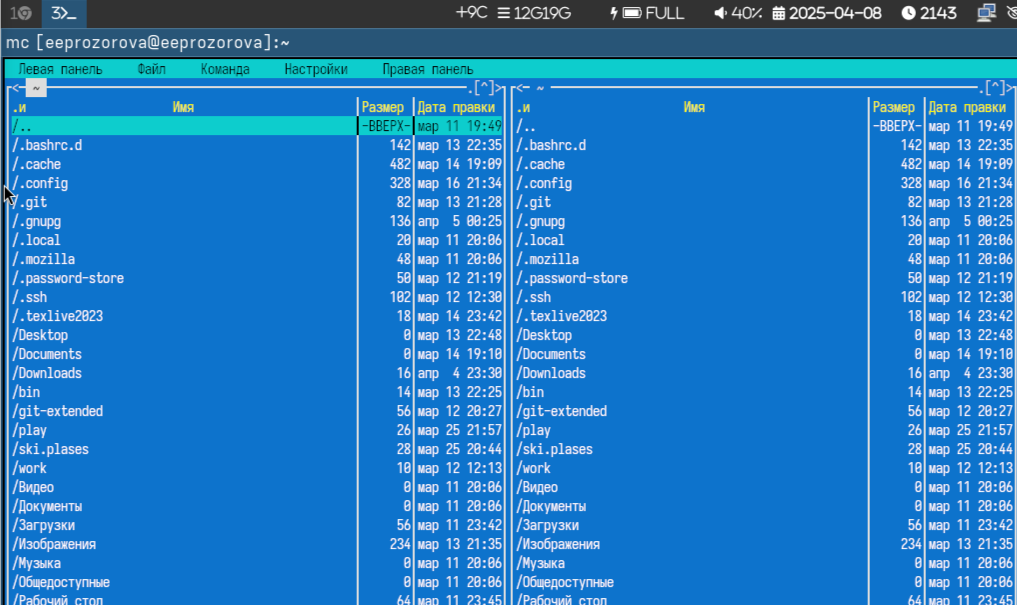 1 3>_ +9C 12G19G FULL 40% 2025-04-08 2143
mc [eeprozorova@eeprozorova]:~
Левая панель Файл Команда Настройки Правая панель
<- ~ .[^]> <- ~ .[^]>
.и Имя Размер Дата правки .и Имя Размер Дата правки
/.. -ВВЕРХ- мар 11 19:49 /.. -ВВЕРХ- мар 11 19:49
/.bashrc.d 142 мар 13 22:35 /.bashrc.d 142 мар 13 22:35
/.cache 482 мар 14 19:09 /.cache 482 мар 14 19:09
/.config 328 мар 16 21:34 /.config 328 мар 16 21:34
/.git 82 мар 13 21:28 /.git 82 мар 13 21:28
/.gnupg 136 апр 5 00:25 /.gnupg 136 апр 5 00:25
/.local 20 мар 11 20:06 /.local 20 мар 11 20:06
/.mozilla 48 мар 11 20:06 /.mozilla 48 мар 11 20:06
/.password-store 50 мар 12 21:19 /.password-store 50 мар 12 21:19
/.ssh 102 мар 12 12:30 /.ssh 102 мар 12 12:30
/.texlive2023 18 мар 14 23:42 /.texlive2023 18 мар 14 23:42
/Desktop 0 мар 13 22:48 /Desktop 0 мар 13 22:48
/Documents 0 мар 14 19:10 /Documents 0 мар 14 19:10
/Downloads 16 апр 4 23:30 /Downloads 16 апр 4 23:30
/bin 14 мар 13 22:25 /bin 14 мар 13 22:25
/git-extended 56 мар 12 20:27 /git-extended 56 мар 12 20:27
/play 26 мар 25 21:57 /play 26 мар 25 21:57
/ski.plases 28 мар 25 20:44 /ski.plases 28 мар 25 20:44
/work 10 мар 12 12:13 /work 10 мар 12 12:13
/Видео 0 мар 11 20:06 /Видео 0 мар 11 20:06
/Документы 0 мар 11 20:06 /Документы 0 мар 11 20:06
/Загрузки 56 мар 11 23:42 /Загрузки 56 мар 11 23:42
/Изображения 234 мар 13 21:35 /Изображения 234 мар 13 21:35
/Музыка 0 мар 11 20:06 /Музыка 0 мар 11 20:06
/Общедоступные 0 мар 11 20:06 /Общедоступные 0 мар 11 20:06
/Рабочий стол 64 мар 11 23:45 /Рабочий стол 64 мар 11 23:45